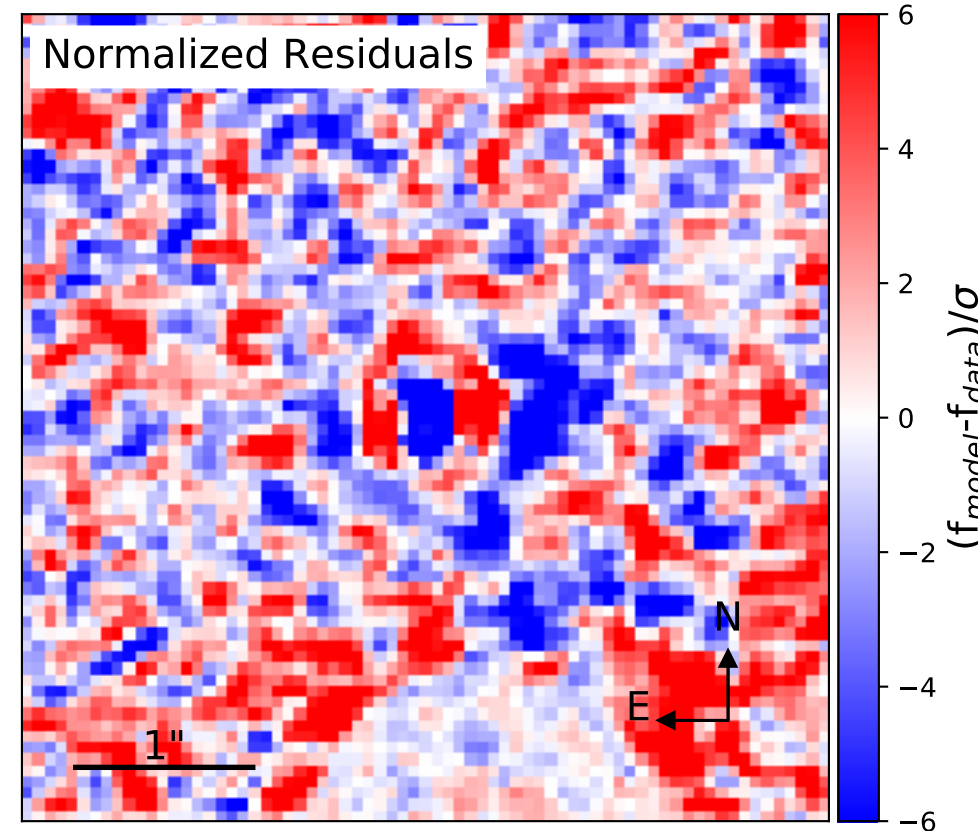 Normalized Residuals
6
4
2
0
−2
−4
−6
(f_model-f_data)/σ
N
E
1"